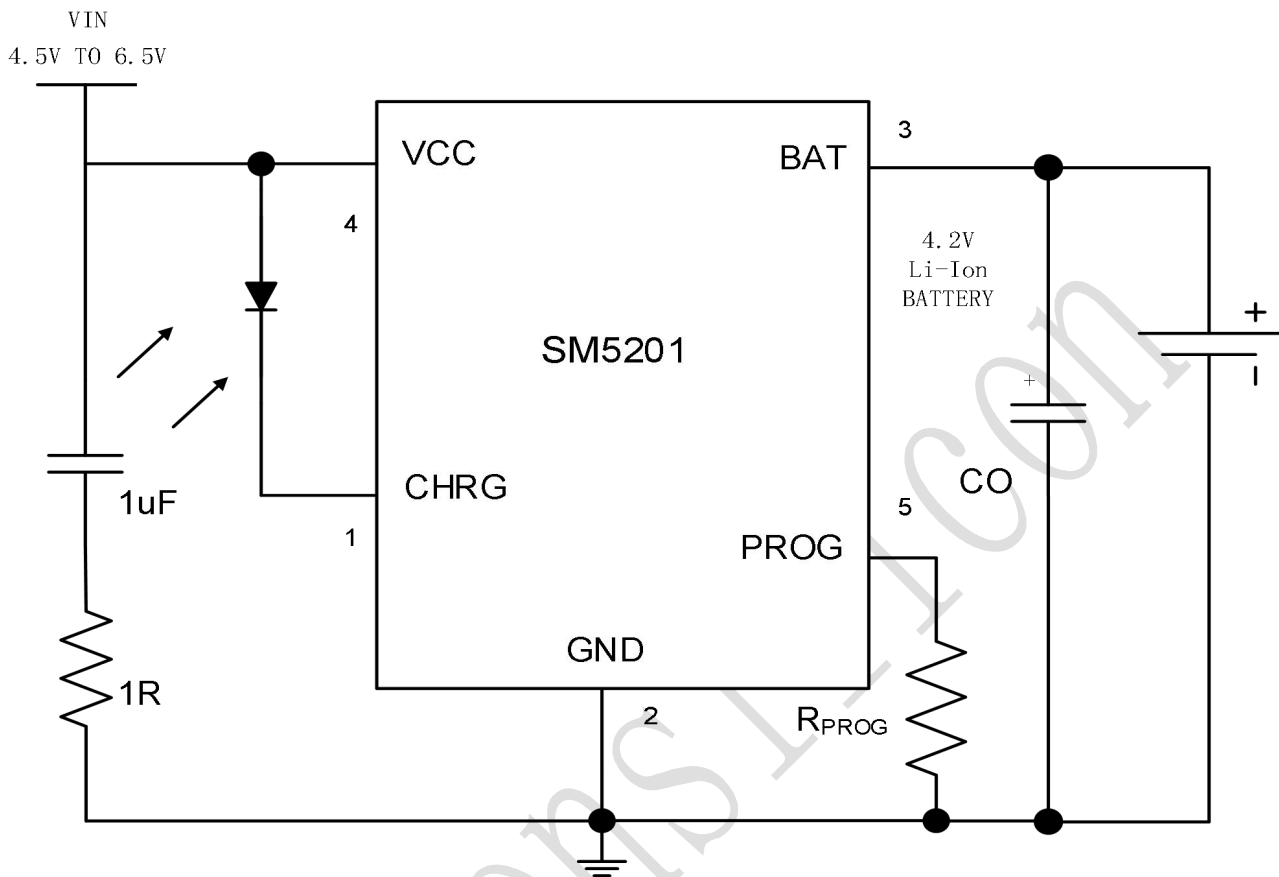 VIN
4.5V TO 6.5V
VCC
BAT
3
4
4.2V
Li-Ion
BATTERY
+
SM5201
+
CHRG
1uF
CO
5
1
PROG
GND
1R
2
RPROG